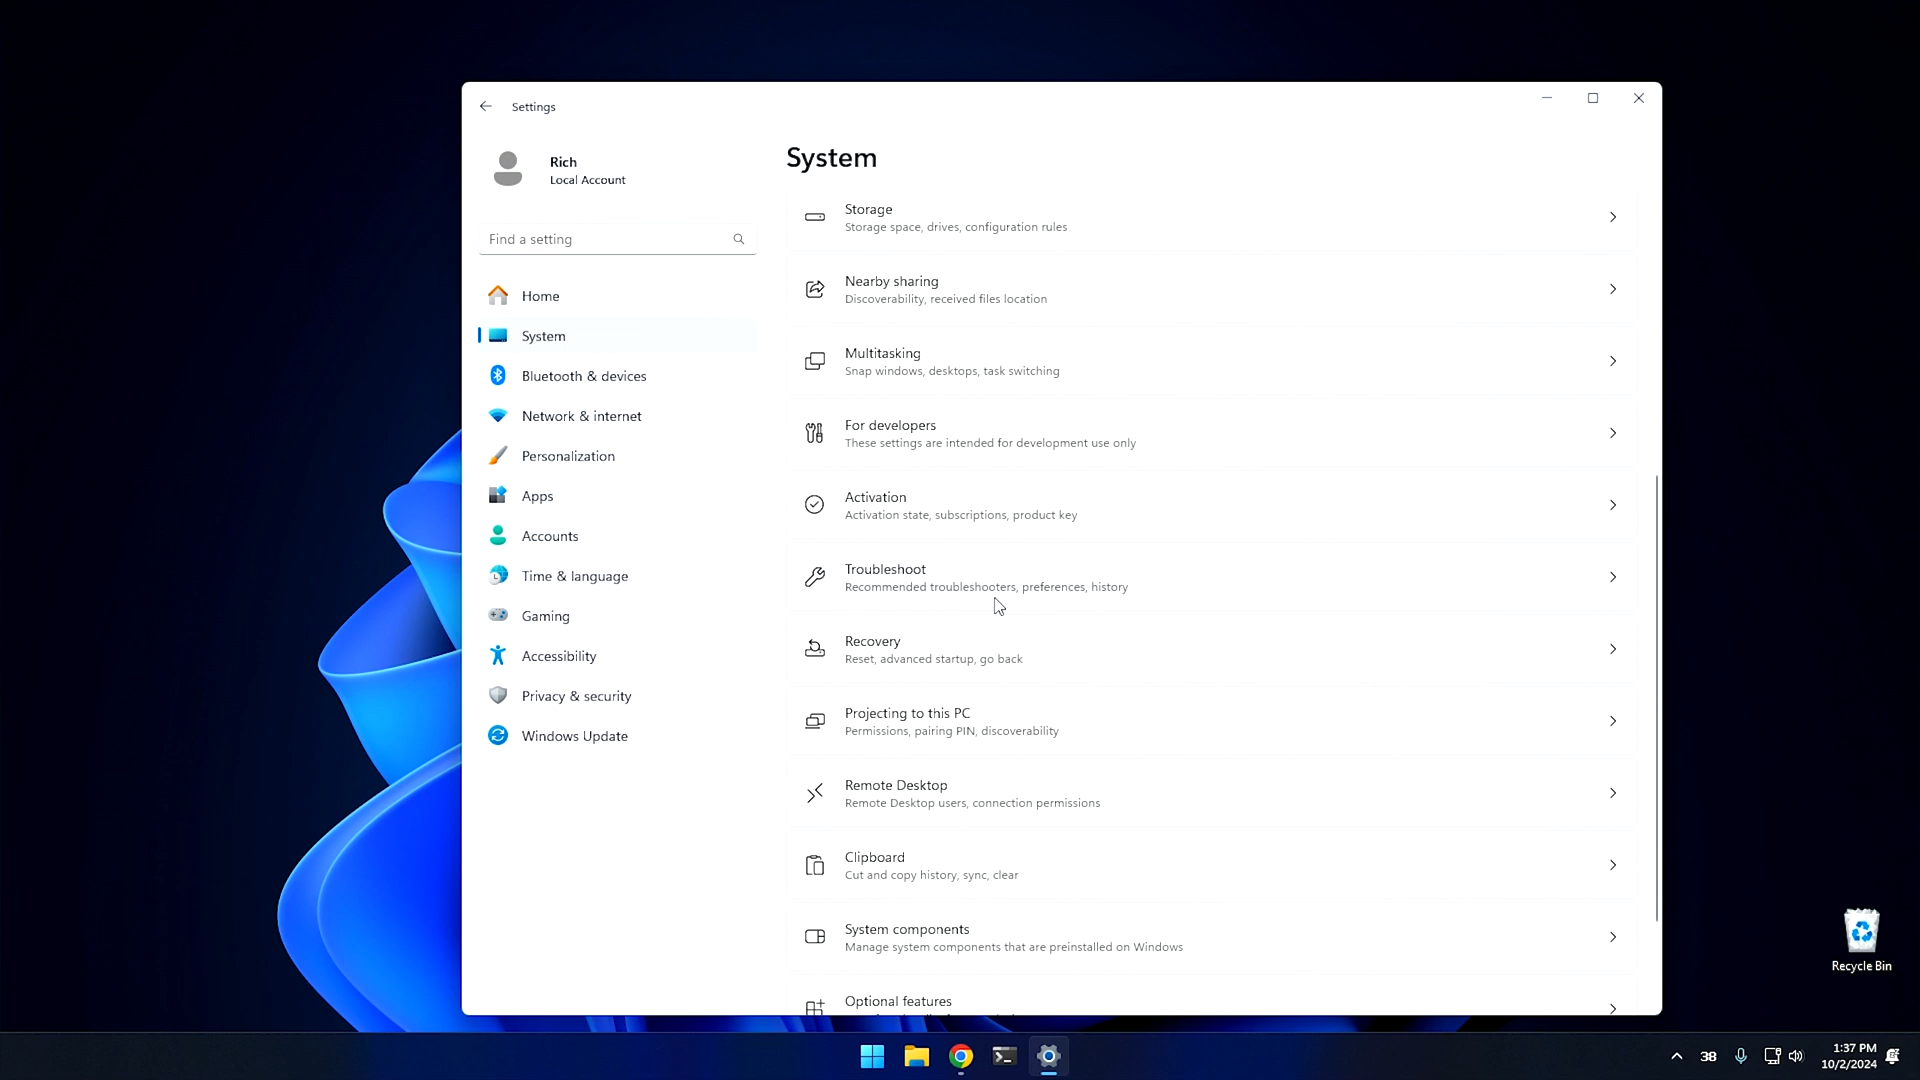 Settings
Rich
Local Account
Find a setting
Home
System
Bluetooth & devices
Network & internet
Personalization
Apps
Accounts
Time & language
Gaming
Accessibility
Privacy & security
Windows Update
System
Storage
Storage space, drives, configuration rules
Nearby sharing
Discoverability, received files location
Multitasking
Snap windows, desktops, task switching
For developers
These settings are intended for development use only
Activation
Activation state, subscriptions, product key
Troubleshoot
Recommended troubleshooters, preferences, history
Recovery
Reset, advanced startup, go back
Projecting to this PC
Permissions, pairing PIN, discoverability
Remote Desktop
Remote Desktop users, connection permissions
Clipboard
Cut and copy history, sync, clear
System components
Manage system components that are preinstalled on Windows
Optional features
Recycle Bin
38
1:37 PM
10/2/2024